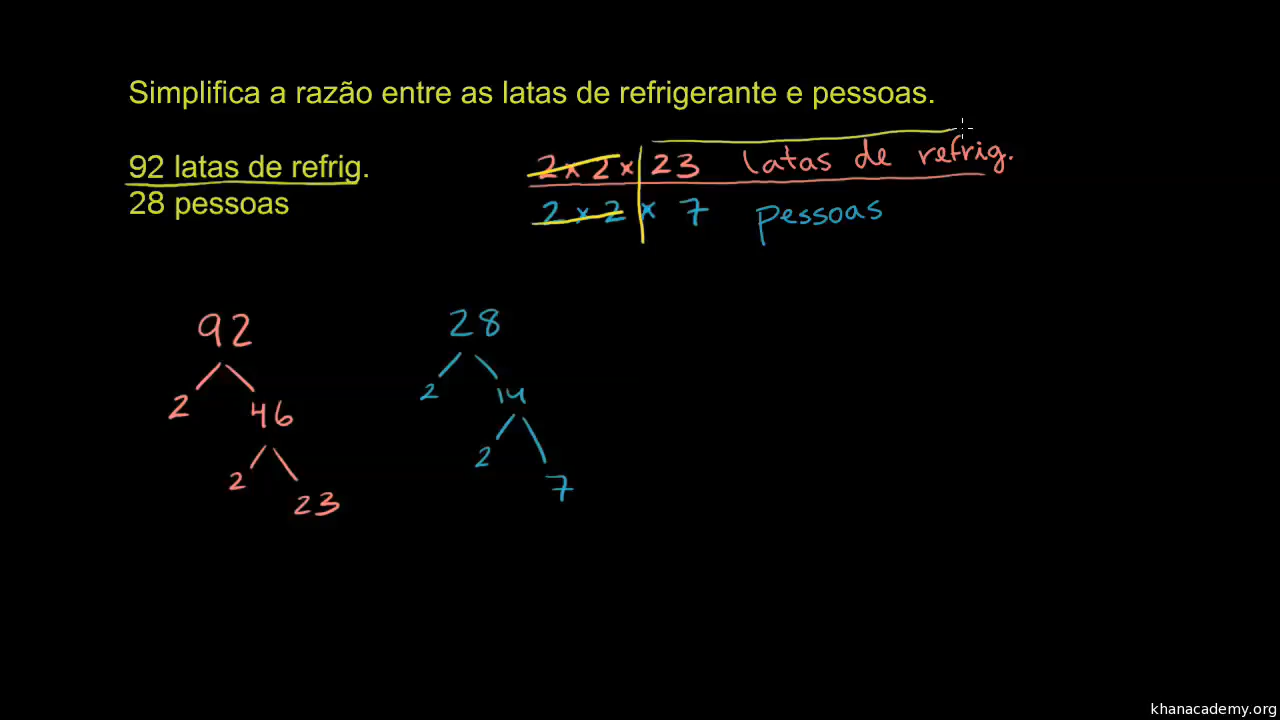 Simplifica a razão entre as latas de refrigerante e pessoas.
92 latas de refrig.
28 pessoas
2 x 2 x 23 latas de refrig.
2 x 2 x 7 pessoas
92
2 46
2 23
28
2 14
2 7
khanacademy.org